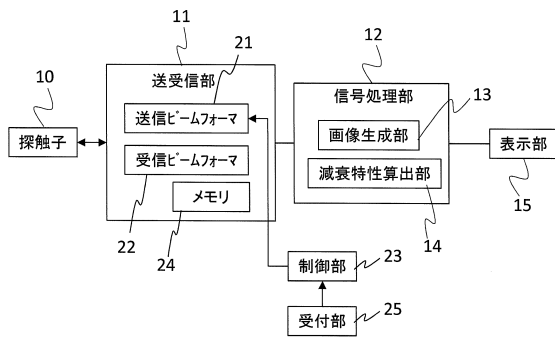 11
21
12
10
送受信部
信号処理部
13
送信ビームフォーマ
画像生成部
探触子
表示部
受信ビームフォーマ
減衰特性算出部
メモリ
15
22
24
14
制御部
23
受付部
25